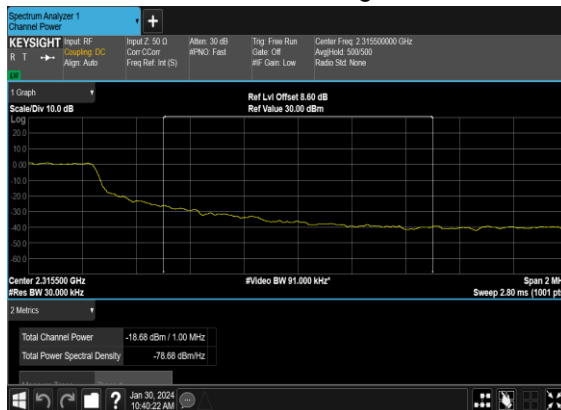 Spectrum Analyzer 1
Channel Power
+
KEYSIGHT Input: RF Input Z: 50 Ω Atten: 30 dB Trig: Free Run Center Freq: 2.315500000 GHz
R T Coupling: DC Corr CCorr #PNO: Fast Gate: Off Avg|Hold: 500/500
Align: Auto Freq Ref: Int (S) #IF Gain: Low Radio Std: None
1 Graph
Ref Lvl Offset 8.60 dB
Scale/Div 10.0 dB Ref Value 30.00 dBm
Log
20.0
10.0
0.00
-10.0
-20.0
-30.0
-40.0
-50.0
-60.0
Center 2.315500 GHz #Video BW 91.000 kHz* Span 2 MH
#Res BW 30.000 kHz Sweep 2.80 ms (1001 pt
2 Metrics
Total Channel Power -18.68 dBm / 1.00 MHz
Total Power Spectral Density -78.68 dBm/Hz
? Jan 30, 2024
10:40:22 AM